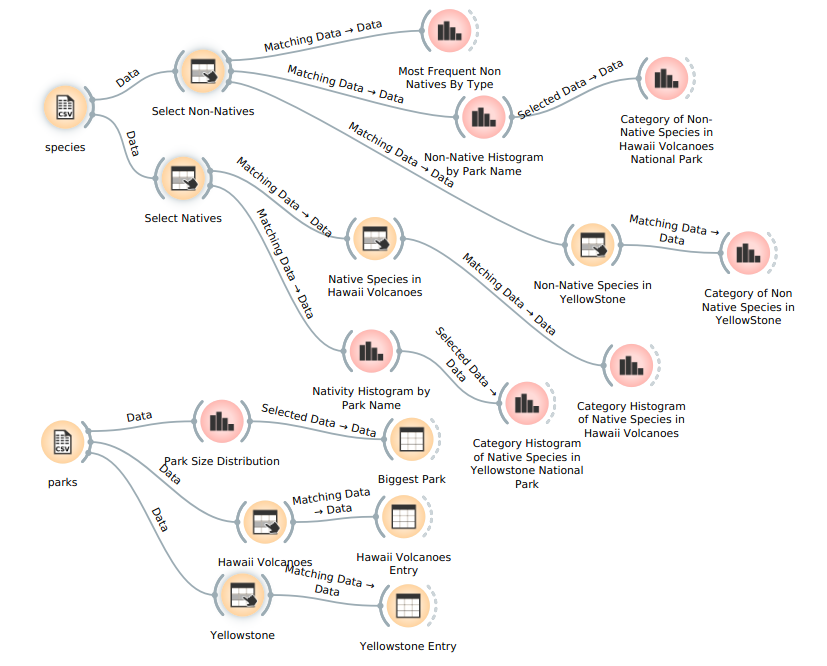 Matching Data → Data
Data
Most Frequent Non
Natives By Type
Matching Data → Data
Selected Data → Data
CSV
species
Select Non-Natives
Category of Non-
Native Species in
Hawaii Volcanoes
National Park
Non-Native Histogram
by Park Name
Matching Data → Data
Data
Select Natives
Matching Data → Data
Matching Data → Data
Native Species in
Hawaii Volcanoes
Matching Data → Data
Non-Native Species in
YellowStone
Matching Data →
Data
Category of Non
Native Species in
YellowStone
Nativity Histogram by
Park Name
Selected Data →
Data
Category Histogram
of Native Species in
Hawaii Volcanoes
Category Histogram
of Native Species in
Yellowstone National
Park
CSV
parks
Data
Park Size Distribution
Selected Data → Data
Biggest Park
Data
Hawaii Volcanoes
Matching Data
→ Data
Hawaii Volcanoes
Entry
Data
Yellowstone
Matching Data →
Data
Yellowstone Entry